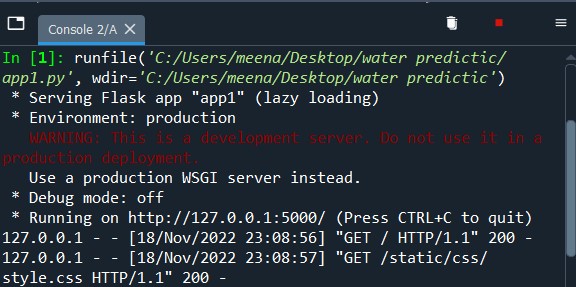 Console 2/A
In [1]: runfile('C:/Users/meena/Desktop/water predictic/
app1.py', wdir='C:/Users/meena/Desktop/water predictic')
* Serving Flask app "app1" (lazy loading)
* Environment: production
WARNING: This is a development server. Do not use it in a
production deployment.
Use a production WSGI server instead.
* Debug mode: off
* Running on http://127.0.0.1:5000/ (Press CTRL+C to quit)
127.0.0.1 - - [18/Nov/2022 23:08:56] "GET / HTTP/1.1" 200 -
127.0.0.1 - - [18/Nov/2022 23:08:57] "GET /static/css/
style.css HTTP/1.1" 200 -